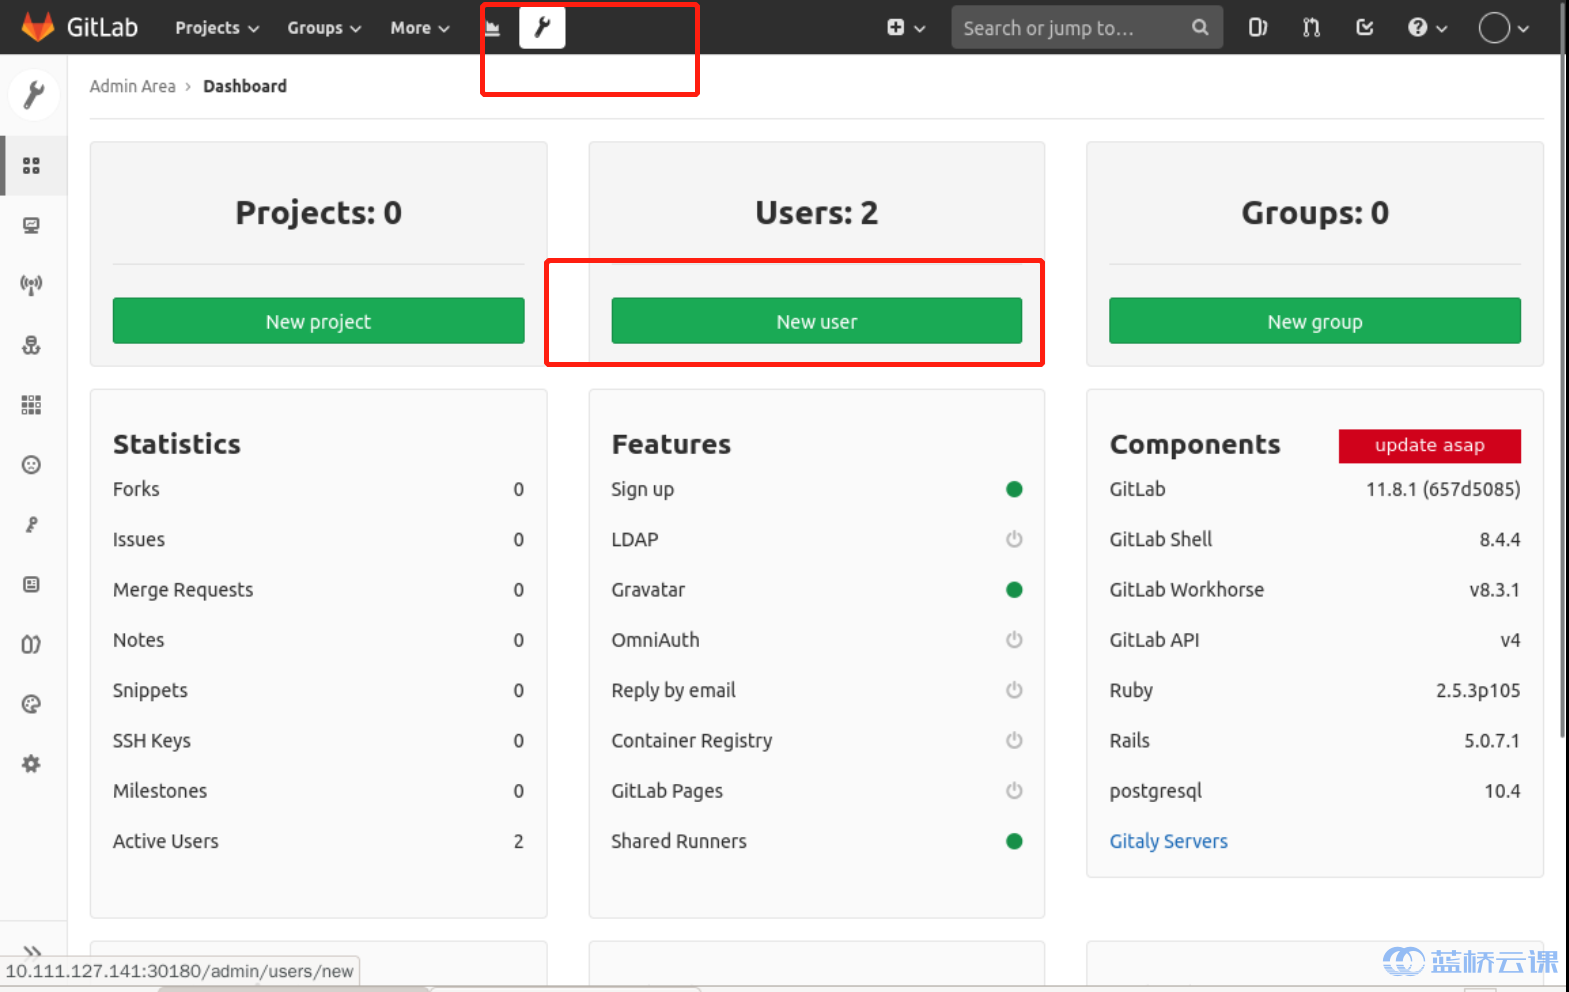 GitLab Projects Groups More Search or jump to...
Admin Area › Dashboard
Projects: 0
New project
Users: 2
New user
Groups: 0
New group
Statistics
Forks 0
Issues 0
Merge Requests 0
Notes 0
Snippets 0
SSH Keys 0
Milestones 0
Active Users 2
Features
Sign up
LDAP
Gravatar
OmniAuth
Reply by email
Container Registry
GitLab Pages
Shared Runners
Components update asap
GitLab 11.8.1 (657d5085)
GitLab Shell 8.4.4
GitLab Workhorse v8.3.1
GitLab API v4
Ruby 2.5.3p105
Rails 5.0.7.1
postgresql 10.4
Gitaly Servers
10.111.127.141:30180/admin/users/new
蓝桥云课